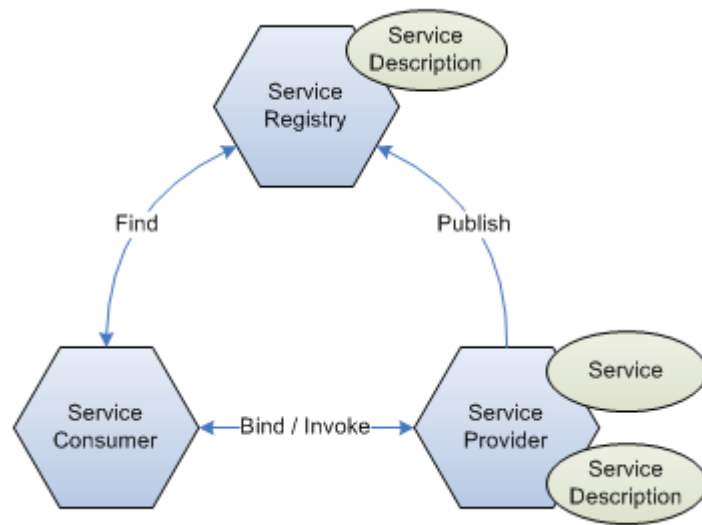 Service
Description
Service
Registry
Find
Publish
Service
Consumer
Bind / Invoke
Service
Provider
Service
Service
Description